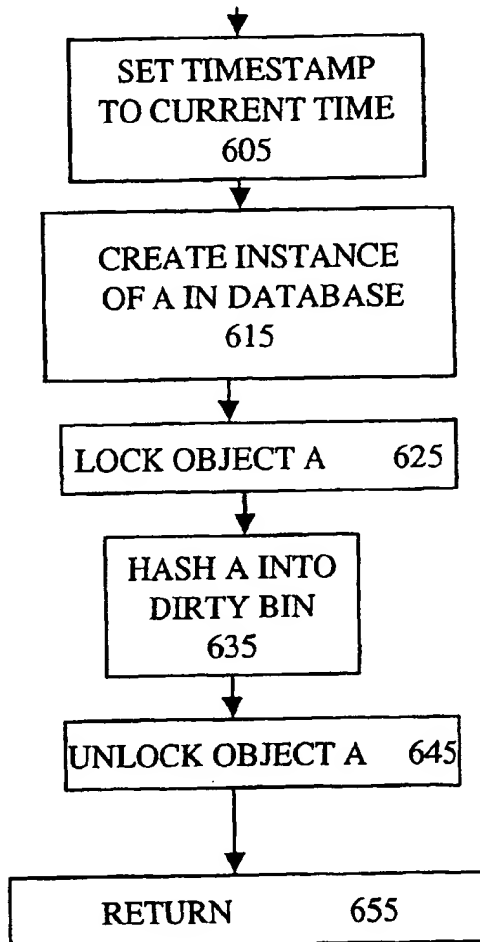 SET TIMESTAMP
TO CURRENT TIME
605
CREATE INSTANCE
OF A IN DATABASE
615
LOCK OBJECT A 625
HASH A INTO
DIRTY BIN
635
UNLOCK OBJECT A 645
RETURN 655